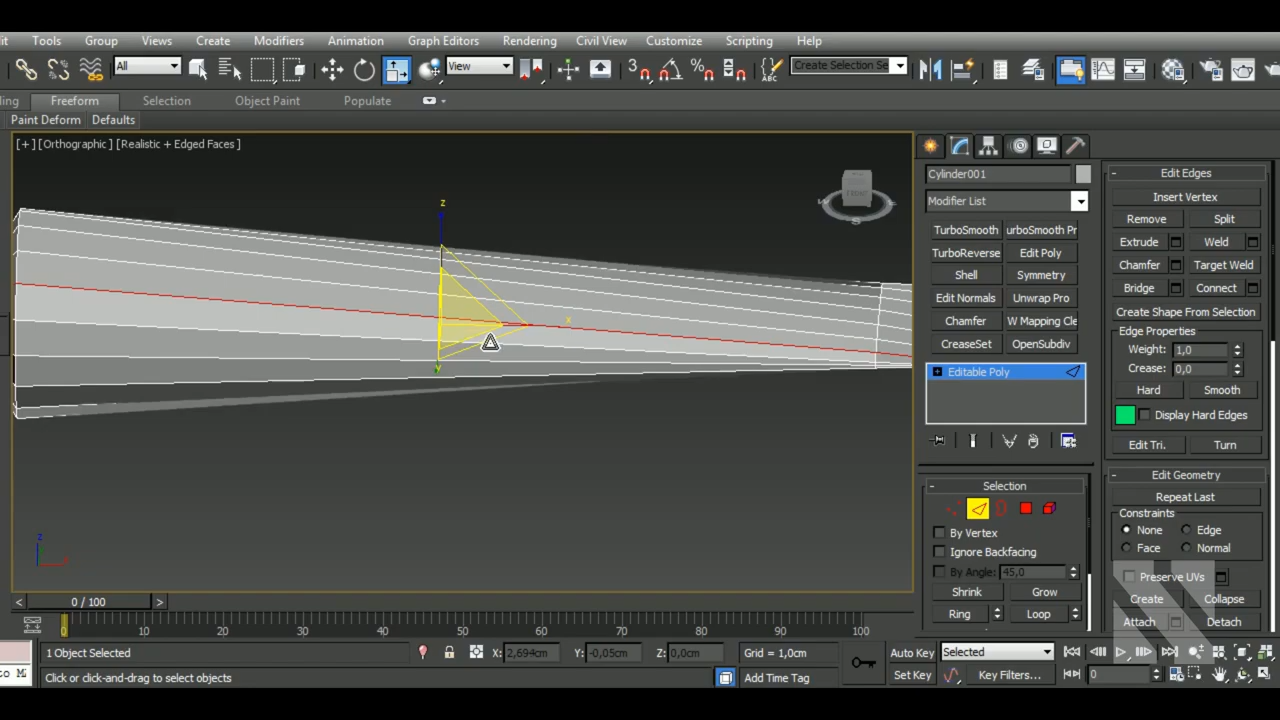 it Tools Group Views Create Modifiers Animation Graph Editors Rendering Civil View Customize Scripting Help
All View 3 % ABC Create Selection Se
ling Freeform Selection Object Paint Populate
Paint Deform Defaults
[+] [Orthographic ] [Realistic + Edged Faces ]
Cylinder001
Modifier List
TurboSmooth urboSmooth Pr
TurboReverse Edit Poly
Shell Symmetry
Edit Normals Unwrap Pro
Chamfer W Mapping Cle
CreaseSet OpenSubdiv
Editable Poly
- Selection
By Vertex
Ignore Backfacing
By Angle: 45,0
Shrink Grow
Ring Loop
- Edit Edges
Insert Vertex
Remove Split
Extrude Weld
Chamfer Target Weld
Bridge Connect
Create Shape From Selection
Edge Properties
Weight: 1,0
Crease: 0,0
Hard Smooth
Display Hard Edges
Edit Tri. Turn
- Edit Geometry
Repeat Last
Constraints
None Edge
Face Normal
Preserve UVs
Create Collapse
Attach Detach
z
x
y
z
< 0 / 100 >
0 10 20 30 40 50 60 70 80 90 100
1 Object Selected X: 2,694cm Y: -0,05cm Z: 0,0cm Grid = 1,0cm Auto Key Selected
to Mi Click or click-and-drag to select objects Add Time Tag Set Key Key Filters... 0